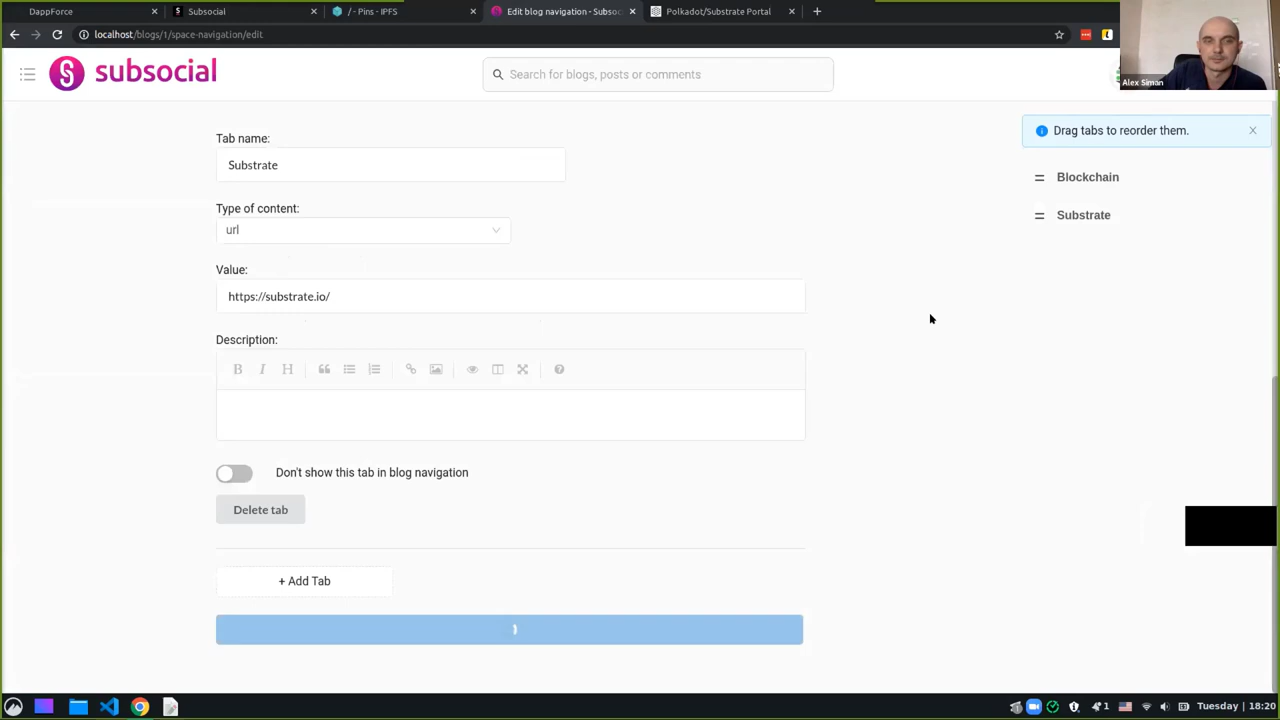 DappForce
Subsocial
/ - Pins - IPFS
Edit blog navigation - Subsoc
Polkadot/Substrate Portal
localhost/blogs/1/space-navigation/edit
subsocial
Search for blogs, posts or comments
Alex Siman
Tab name:
Drag tabs to reorder them.
Substrate
Blockchain
Type of content:
Substrate
url
Value:
https://substrate.io/
Description:
B I H
Don't show this tab in blog navigation
Delete tab
+ Add Tab
1
Tuesday | 18:20